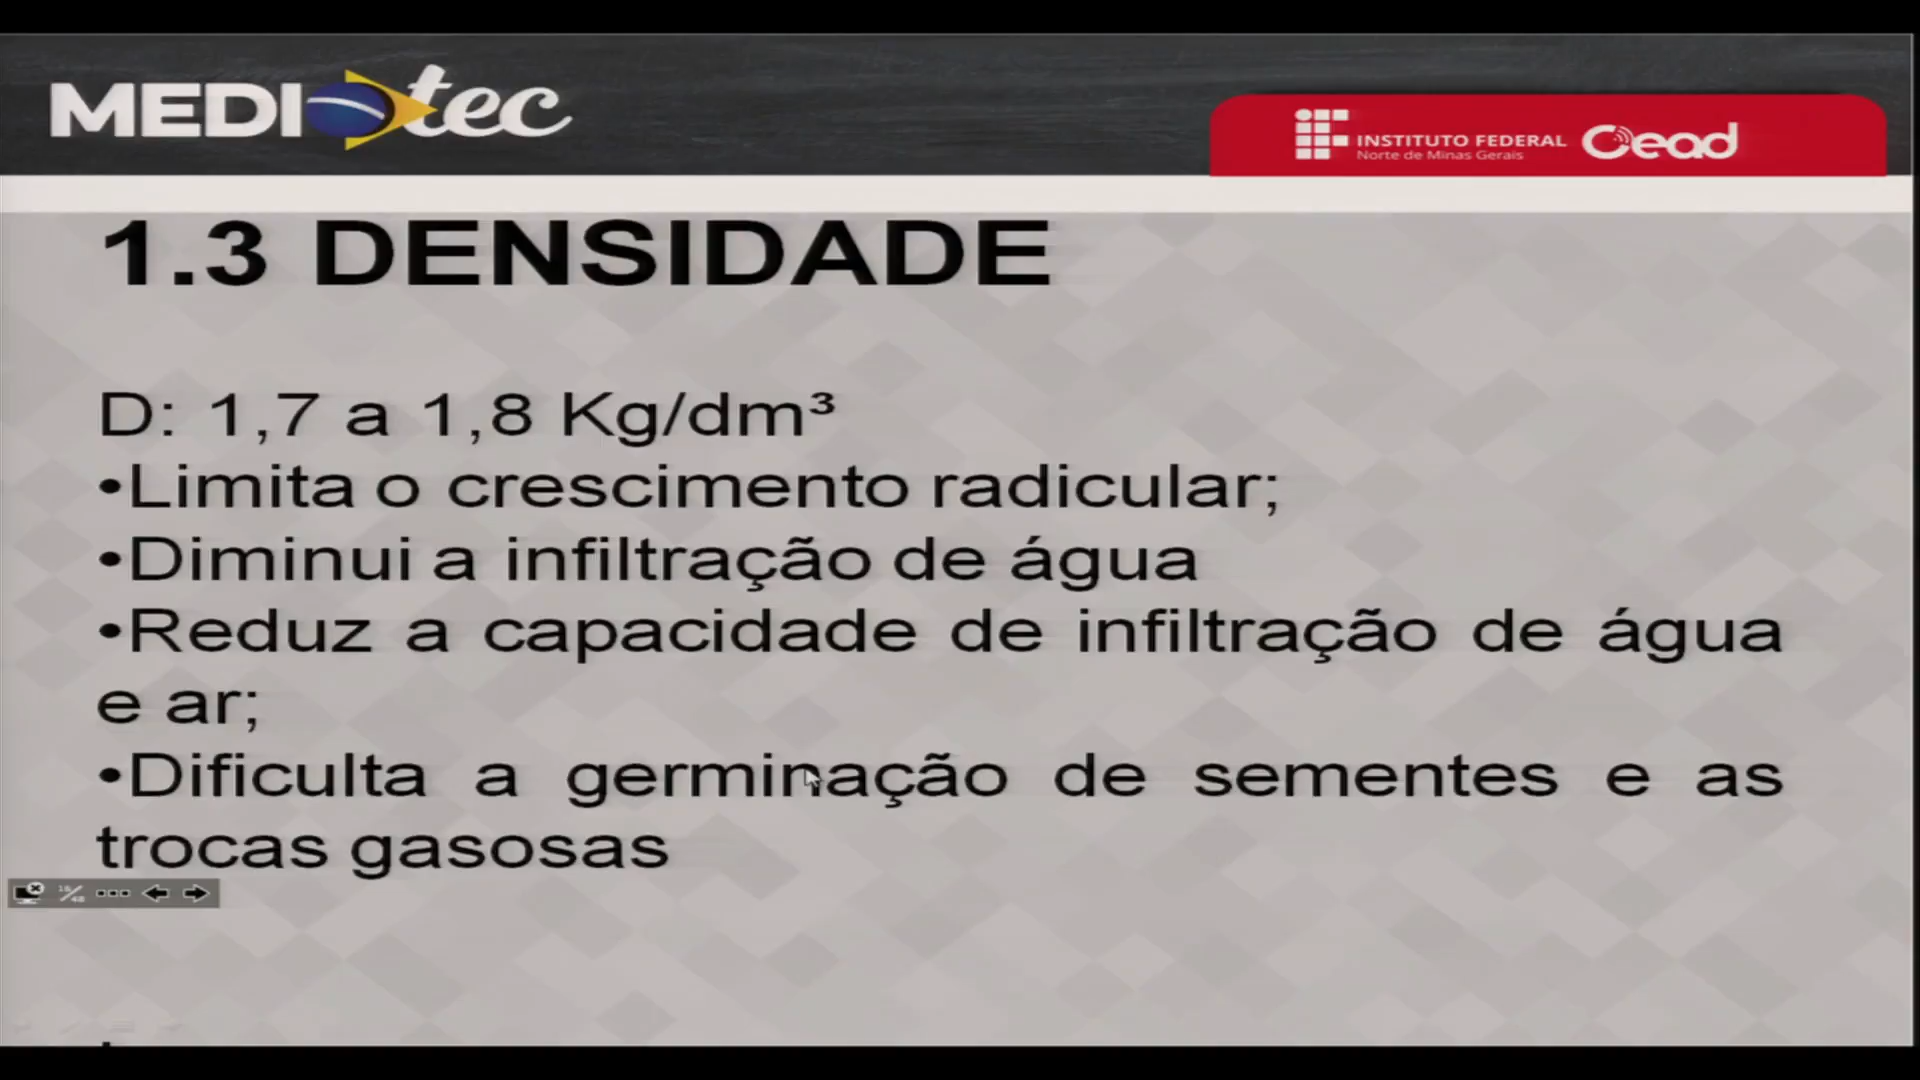 MEDIOtec
INSTITUTO FEDERAL
Norte de Minas Gerais
Cead
1.3 DENSIDADE
D: 1,7 a 1,8 Kg/dm³
•Limita o crescimento radicular;
•Diminui a infiltração de água
•Reduz a capacidade de infiltração de água
e ar;
•Dificulta a germinação de sementes e as
trocas gasosas